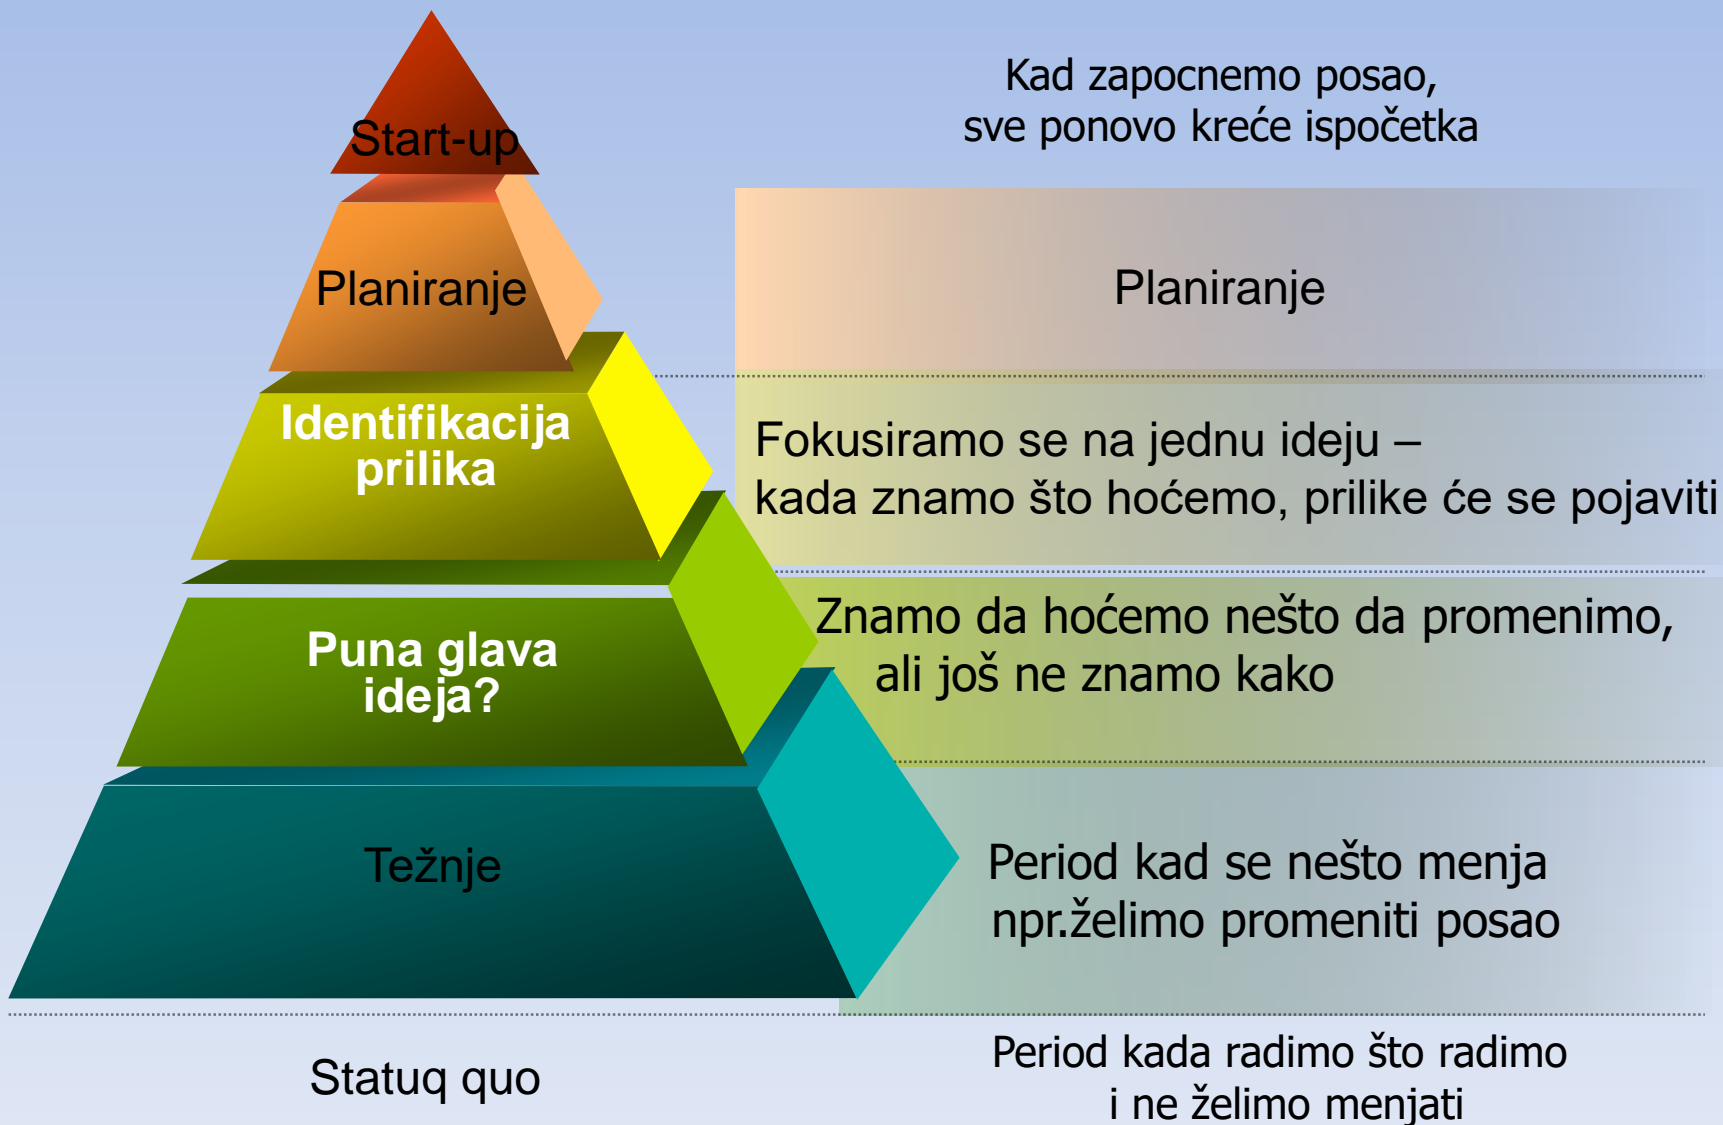 Start-up
Kad zapocnemo posao,
sve ponovo kreće ispočetka
Planiranje
Planiranje
Identifikacija
prilika
Fokusiramo se na jednu ideju –
kada znamo što hoćemo, prilike će se pojaviti
Puna glava
ideja?
Znamo da hoćemo nešto da promenimo,
ali još ne znamo kako
Težnje
Period kad se nešto menja
npr.želimo promeniti posao
Statuq quo
Period kada radimo što radimo
i ne želimo menjati